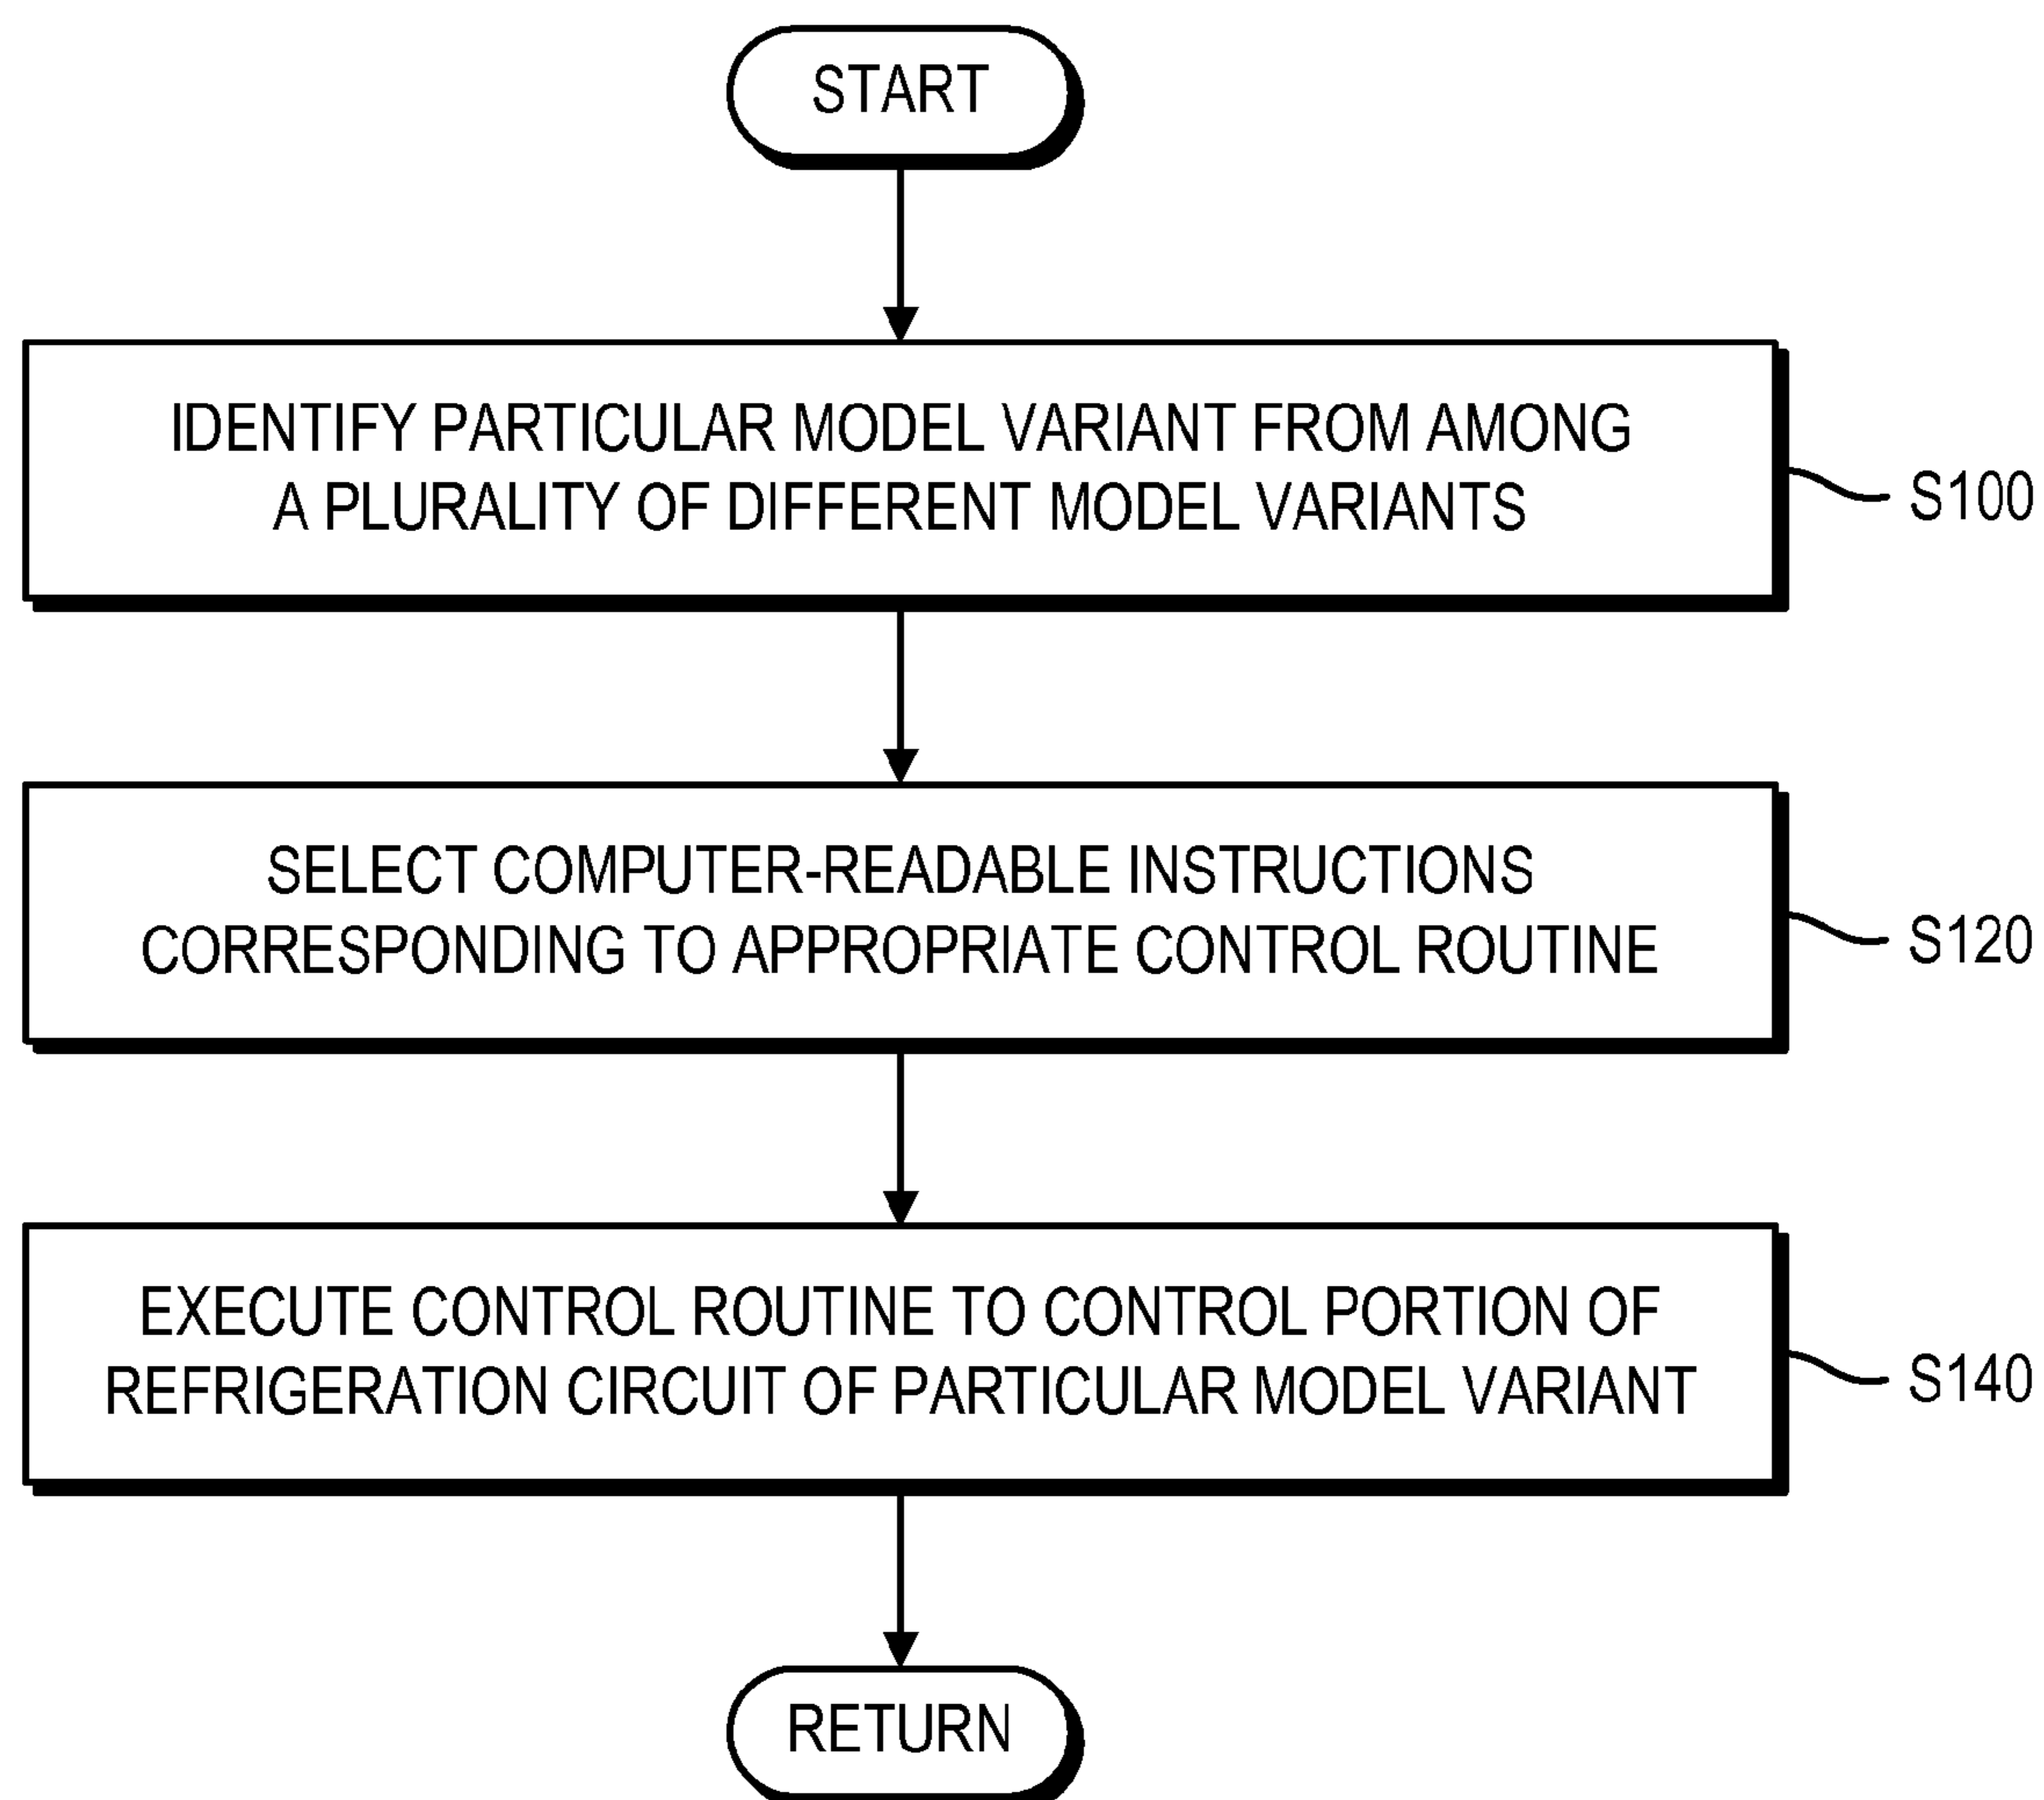 START
IDENTIFY PARTICULAR MODEL VARIANT FROM AMONG
A PLURALITY OF DIFFERENT MODEL VARIANTS
S100
SELECT COMPUTER-READABLE INSTRUCTIONS
CORRESPONDING TO APPROPRIATE CONTROL ROUTINE
S120
EXECUTE CONTROL ROUTINE TO CONTROL PORTION OF
REFRIGERATION CIRCUIT OF PARTICULAR MODEL VARIANT
S140
RETURN